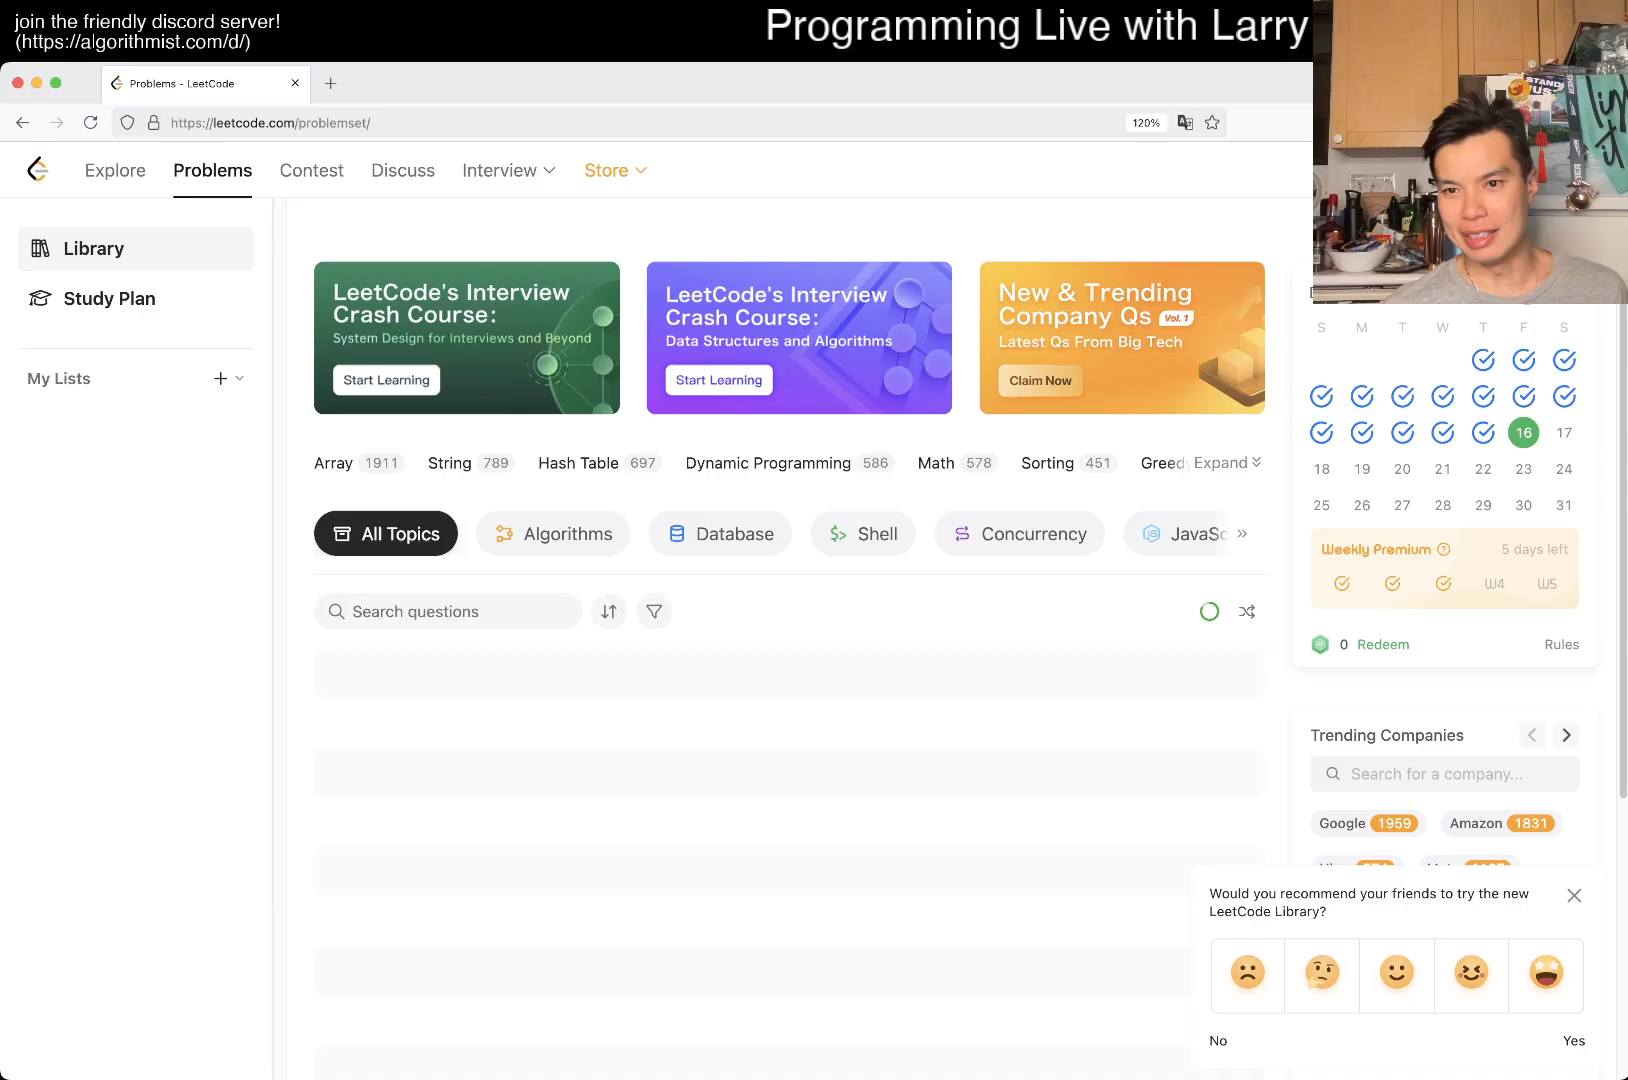 join the friendly discord server!
(https://algorithmist.com/d/)
Programming Live with Larry
Problems - LeetCode
https://leetcode.com/problemset/
120%
Explore
Problems
Contest
Discuss
Interview
Store
Library
Study Plan
My Lists
LeetCode's Interview
Crash Course:
System Design for Interviews and Beyond
Start Learning
LeetCode's Interview
Crash Course:
Data Structures and Algorithms
Start Learning
New & Trending
Company Qs Vol. 1
Latest Qs From Big Tech
Claim Now
Array 1911
String 789
Hash Table 697
Dynamic Programming 586
Math 578
Sorting 451
Greed
Expand
All Topics
Algorithms
Database
Shell
Concurrency
JavaSc
Search questions
STAND
S M T W T F S
16 17
18 19 20 21 22 23 24
25 26 27 28 29 30 31
Weekly Premium 5 days left
W4 W5
0 Redeem Rules
Trending Companies
Search for a company...
Google 1959
Amazon 1831
Would you recommend your friends to try the new
LeetCode Library?
No
Yes